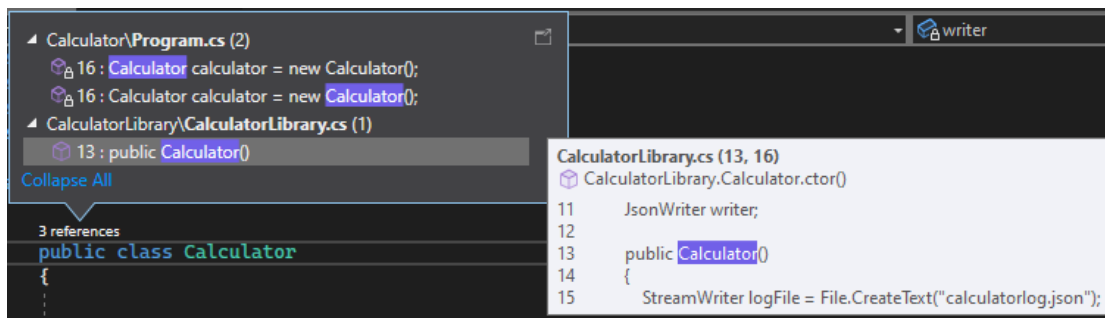 Calculator\Program.cs (2)
16 : Calculator calculator = new Calculator();
16 : Calculator calculator = new Calculator();
CalculatorLibrary\CalculatorLibrary.cs (1)
13 : public Calculator()
Collapse All
3 references
public class Calculator
{
writer
CalculatorLibrary.cs (13, 16)
CalculatorLibrary.Calculator.ctor()
11 JsonWriter writer;
12
13 public Calculator()
14 {
15 StreamWriter logFile = File.CreateText("calculatorlog.json");